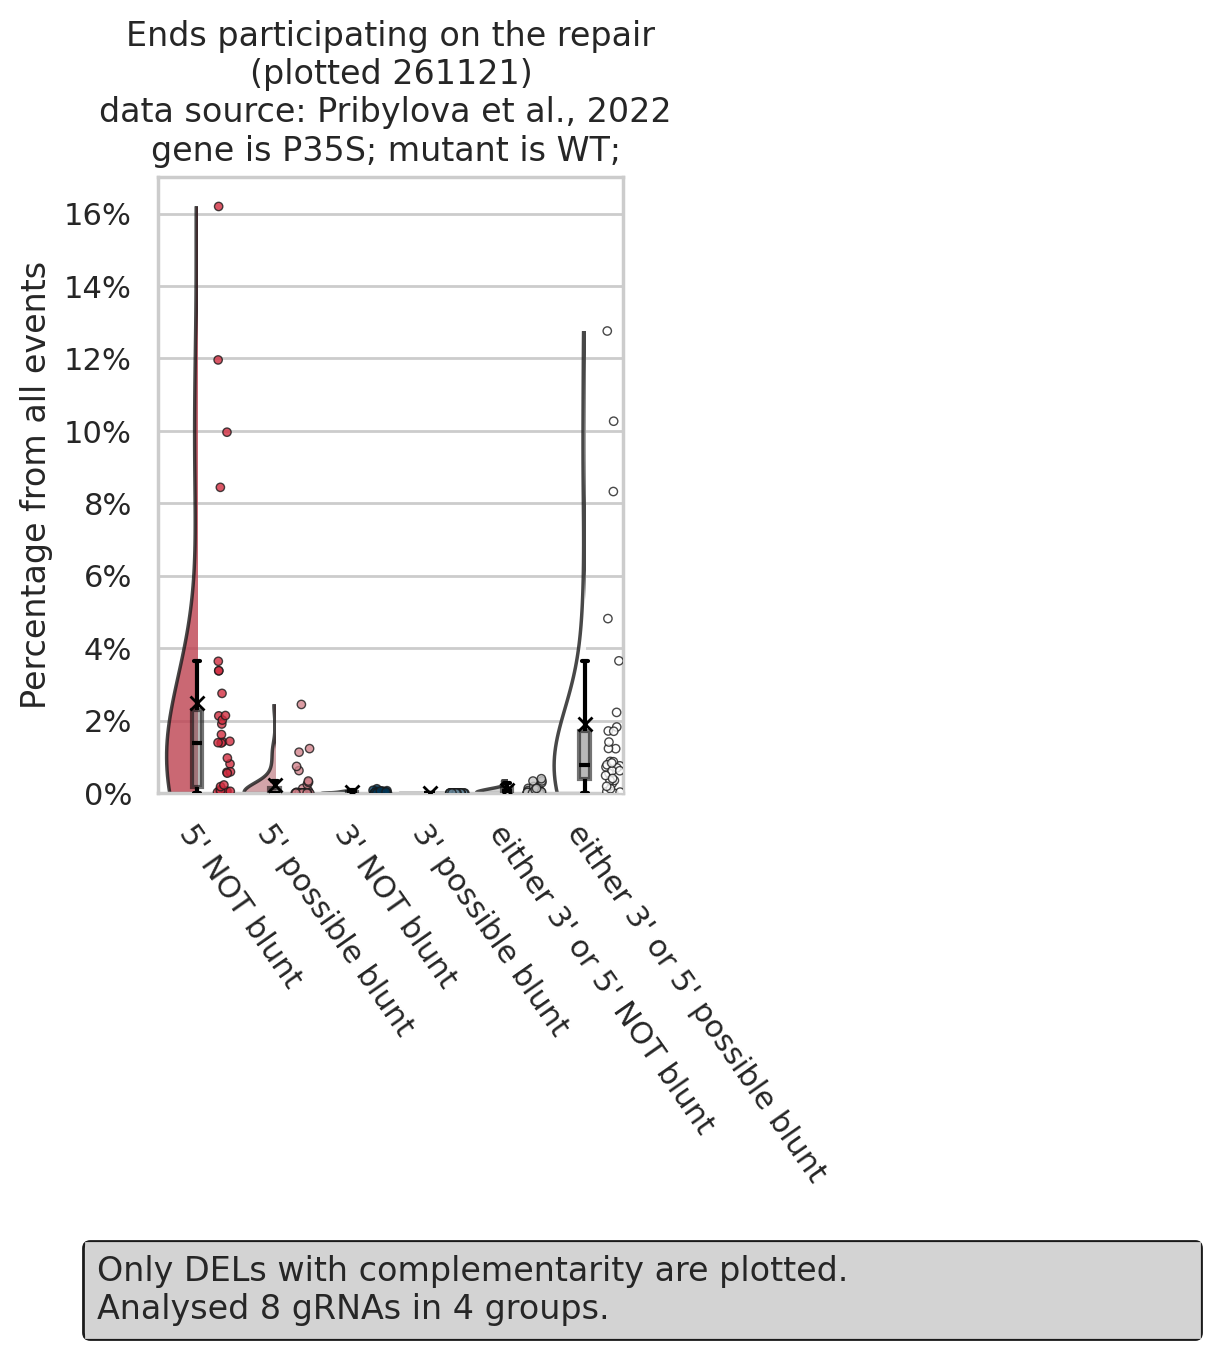 Ends participating on the repair
(plotted 261121)
data source: Pribylova et al., 2022
gene is P35S; mutant is WT;
Percentage from all events
16%
14%
12%
10%
8%
6%
4%
2%
0%
5' NOT blunt
5' possible blunt
3' NOT blunt
3' possible blunt
either 3' or 5' NOT blunt
either 3' or 5' possible blunt
Only DELs with complementarity are plotted.
Analysed 8 gRNAs in 4 groups.